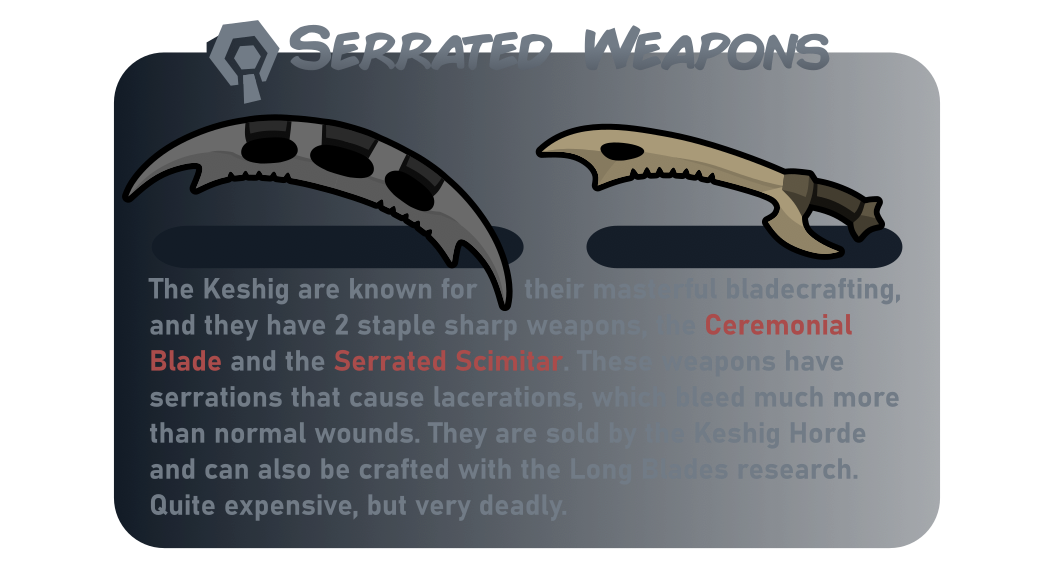 Serrated Weapons
The Keshig are known for their masterful bladecrafting,
and they have 2 staple sharp weapons, the Ceremonial
Blade and the Serrated Scimitar. These weapons have
serrations that cause lacerations, which bleed much more
than normal wounds. They are sold by the Keshig Horde
and can also be crafted with the Long Blades research.
Quite expensive, but very deadly.